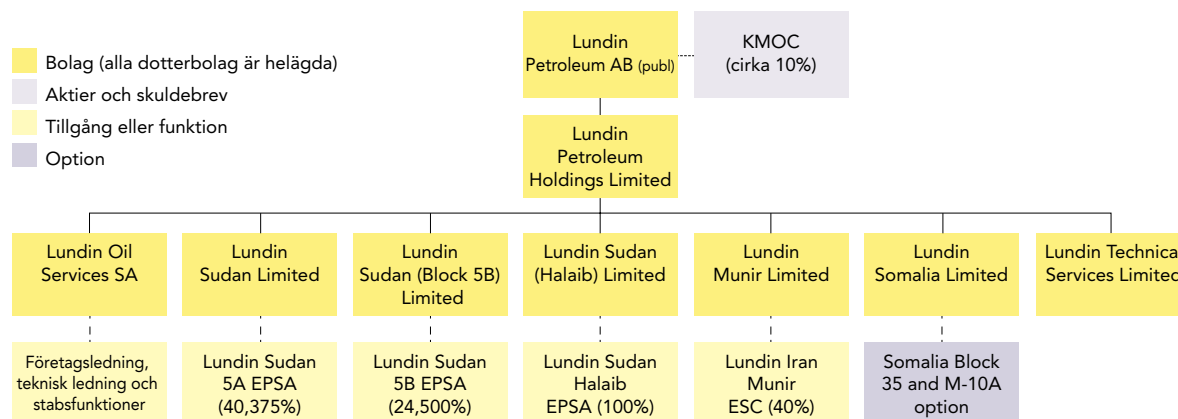 Bolag (alla dotterbolag är helägda)
Aktier och skuldebrev
Tillgång eller funktion
Option
Lundin
Petroleum AB (publ)
KMOC
(cirka 10%)
Lundin
Petroleum
Holdings Limited
Lundin Oil
Services SA
Lundin
Sudan Limited
Lundin
Sudan (Block 5B)
Limited
Lundin Sudan
(Halaib) Limited
Lundin
Munir Limited
Lundin
Somalia Limited
Lundin Technical
Services Limited
Företagsledning,
teknisk ledning och
stabsfunktioner
Lundin Sudan
5A EPSA
(40,375%)
Lundin Sudan
5B EPSA
(24,500%)
Lundin Sudan
Halaib
EPSA (100%)
Lundin Iran
Munir
ESC (40%)
Somalia Block
35 and M-10A
option